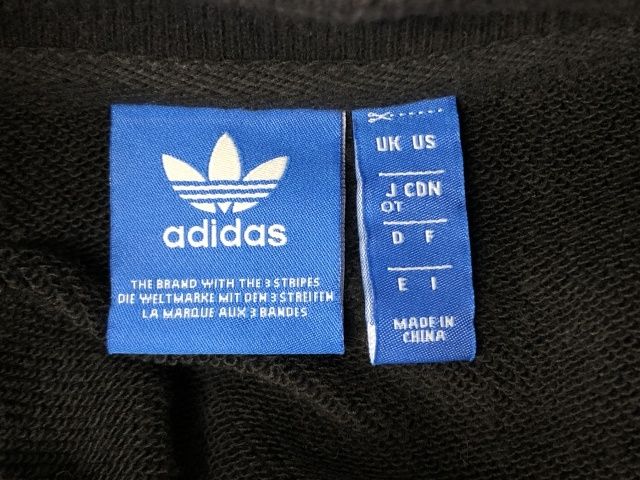 adidas
THE BRAND WITH THE 3 STRIPES
DIE WELTMARKE MIT DEN 3 STREIFEN
LA MARQUE AUX 3 BANDES
UK US
J CDN
OT
D F
E I
MADE IN
CHINA